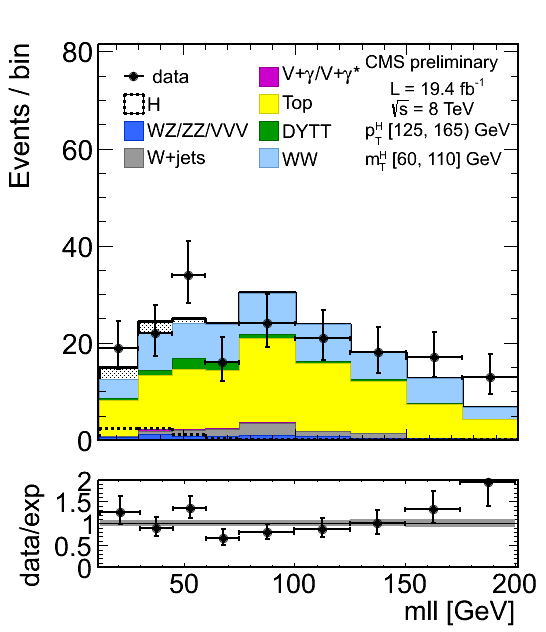 Events / bin
80
60
40
20
0
data
H
WZ/ZZ/VVV
W+jets
V+γ/V+γ*
Top
DYTT
WW
CMS preliminary
L = 19.4 fb⁻¹
√s = 8 TeV
p_T^H [125, 165) GeV
m_T^H [60, 110] GeV
data/exp
2
1.5
1
0.5
0
50 100 150 200
mll [GeV]